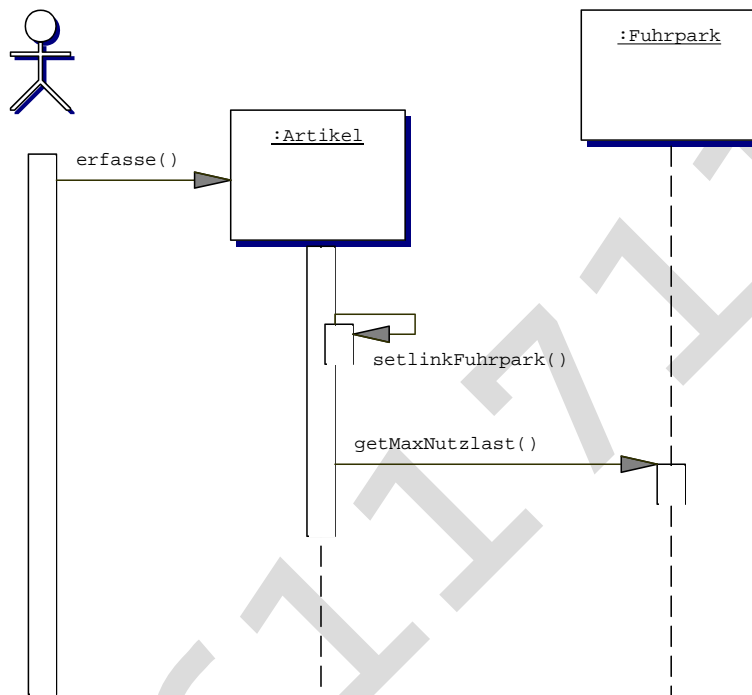 :Fuhrpark
:Artikel
erfasse()
setlinkFuhrpark()
getMaxNutzlast()